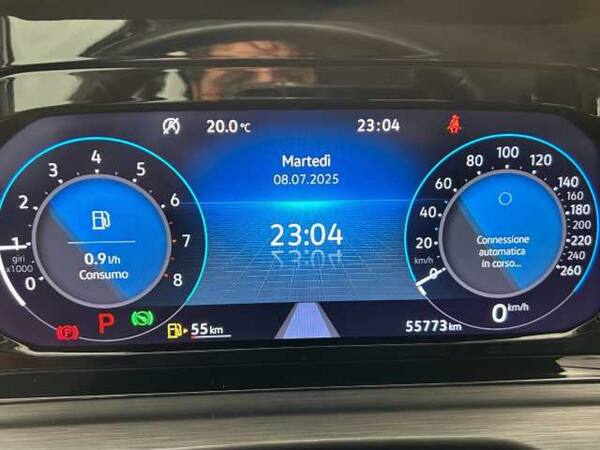 20.0 °C 23:04
Martedì
08.07.2025
23:04
0 1 2 3 4 5 6 7 8
giri
x1000
0.9 l/h
Consumo
0 20 40 60 80 100 120 140 160 180 200 220 240 260
km/h
Connessione
automatica
in corso...
(P) P (A) 55 km 55773 km 0 km/h